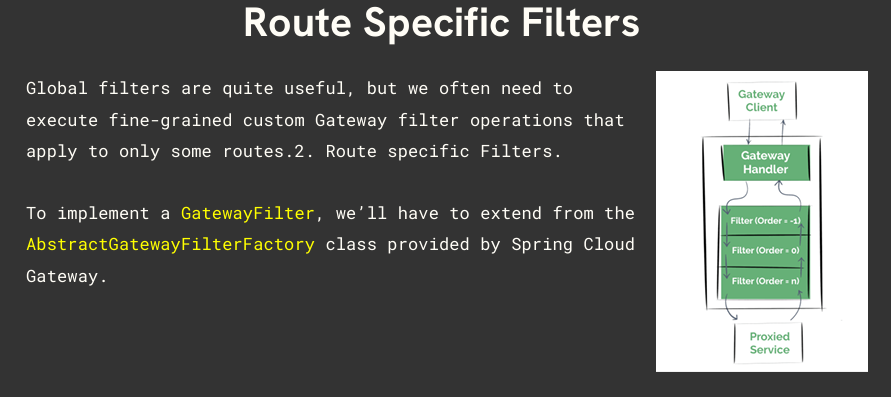 Route Specific Filters
Global filters are quite useful, but we often need to
execute fine-grained custom Gateway filter operations that
apply to only some routes.2. Route specific Filters.
To implement a GatewayFilter, we’ll have to extend from the
AbstractGatewayFilterFactory class provided by Spring Cloud
Gateway.
Gateway
Client
Gateway
Handler
Filter (Order = -1)
Filter (Order = 0)
Filter (Order = n)
Proxied
Service